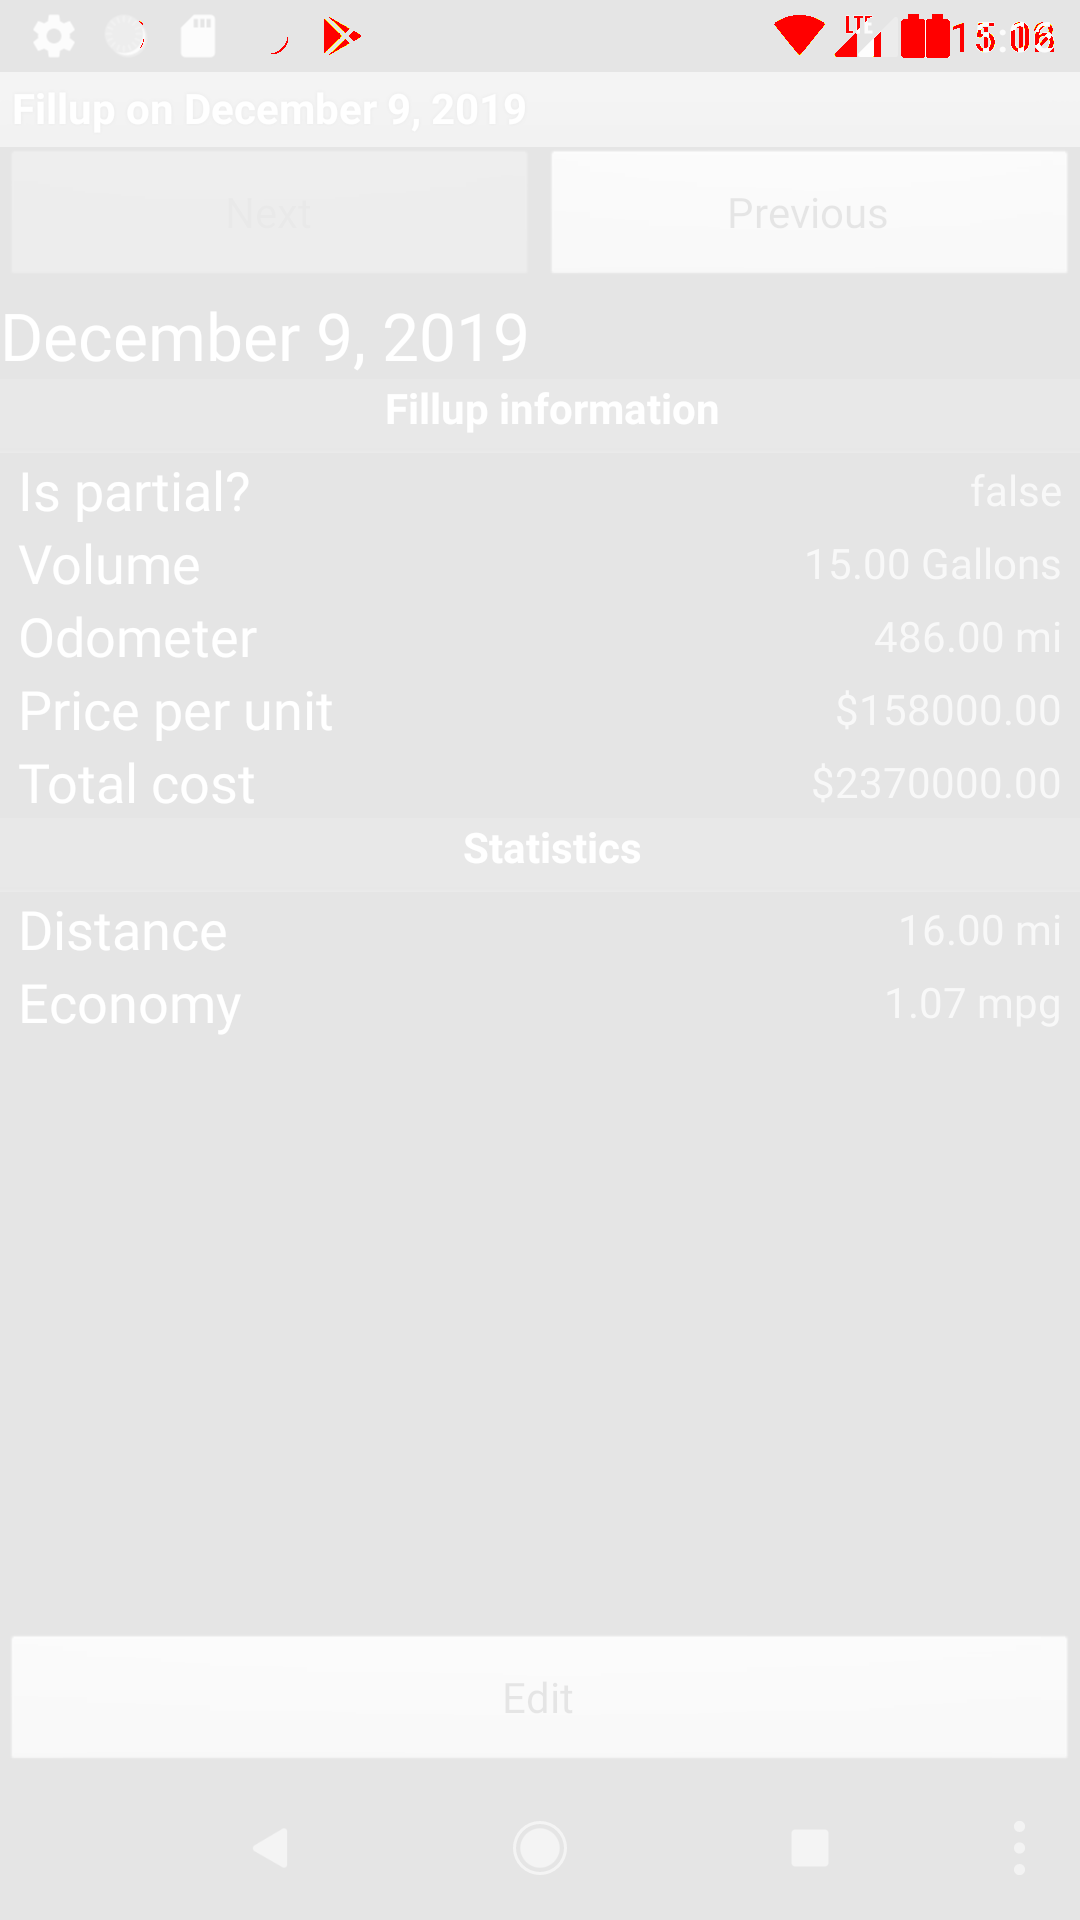 LTE
Fillup on December 9, 2019
Next Previous
December 9, 2019
Fillup information
Is partial? false
Volume 15.00 Gallons
Odometer 486.00 mi
Price per unit $158000.00
Total cost $2370000.00
Statistics
Distance 16.00 mi
Economy 1.07 mpg
Edit